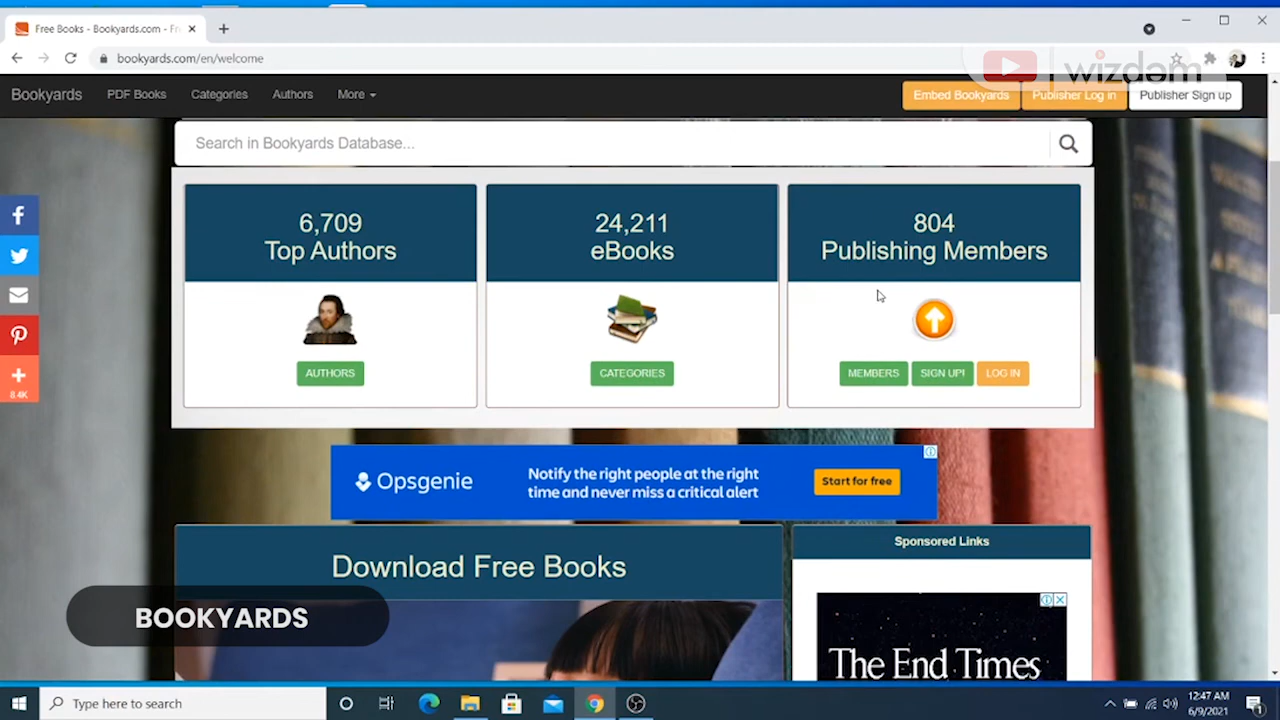 Free Books - Bookyards.com - Fr
bookyards.com/en/welcome
wizdam
Bookyards
PDF Books
Categories
Authors
More
Embed Bookyards
Publisher Log in
Publisher Sign up
Search in Bookyards Database...
6,709
Top Authors
24,211
eBooks
804
Publishing Members
AUTHORS
CATEGORIES
MEMBERS
SIGN UP!
LOG IN
8.4K
Opsgenie
Notify the right people at the right
time and never miss a critical alert
Start for free
Download Free Books
Sponsored Links
The End Times
BOOKYARDS
Type here to search
12:47 AM
6/9/2021
1